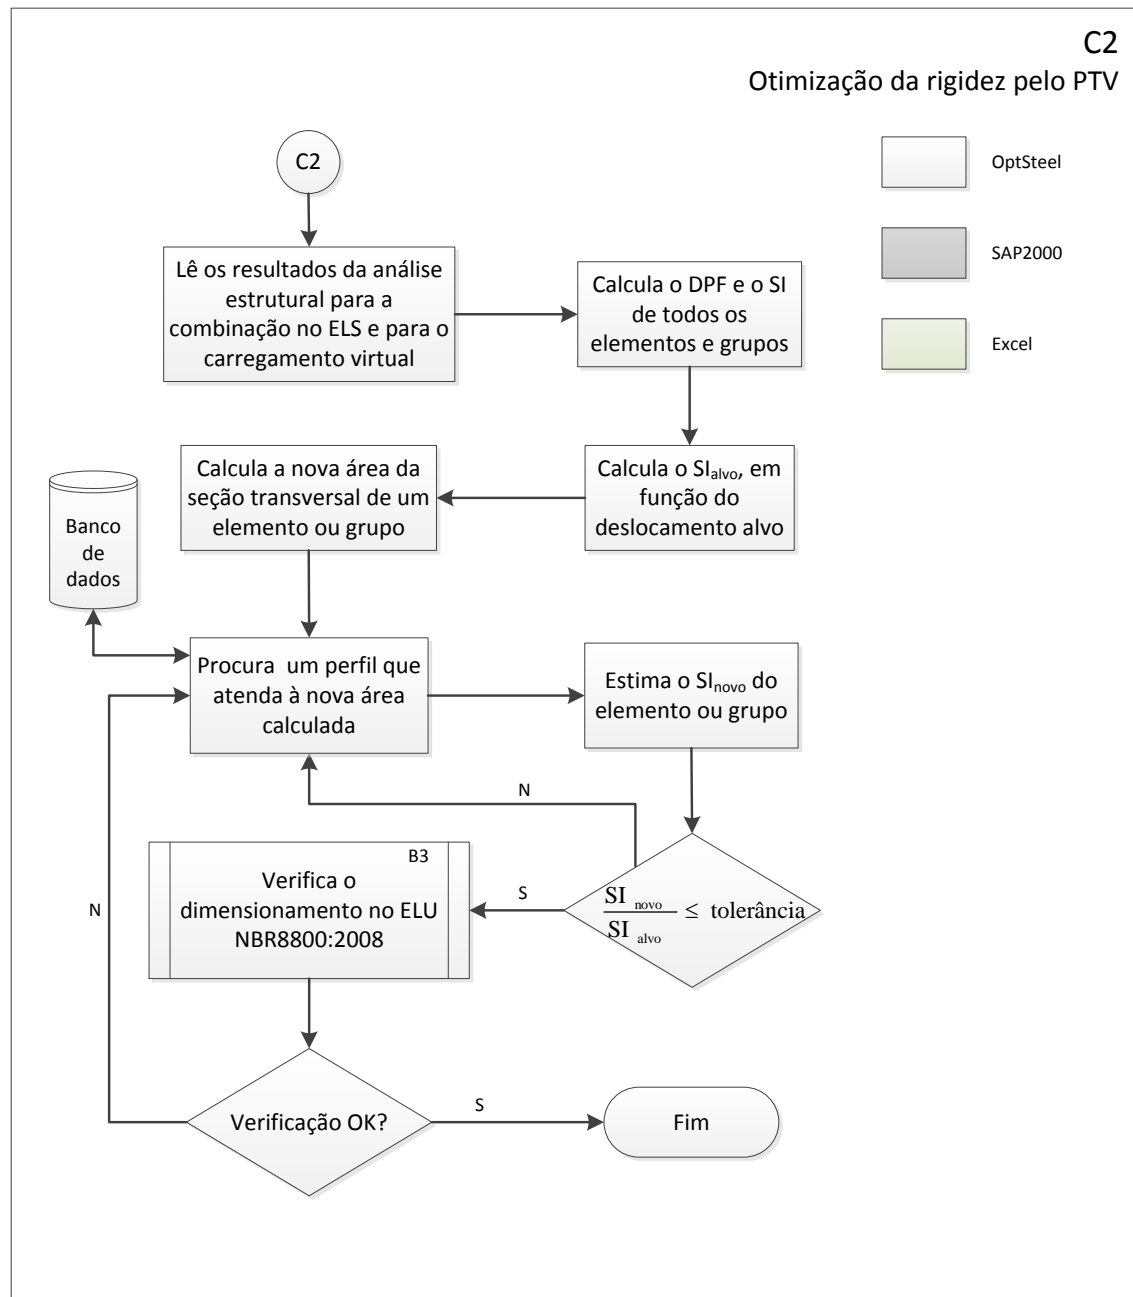 C2
Otimização da rigidez pelo PTV
OptSteel
SAP2000
Excel
C2
Lê os resultados da análise
estrutural para a
combinação no ELS e para o
carregamento virtual
Calcula o DPF e o SI
de todos os
elementos e grupos
Calcula o SIalvo, em
função do
deslocamento alvo
Calcula a nova área da
seção transversal de um
elemento ou grupo
Banco
de
dados
Procura um perfil que
atenda à nova área
calculada
Estima o SInovo do
elemento ou grupo
N
SI novo
SI alvo
≤ tolerância
S
B3
Verifica o
dimensionamento no ELU
NBR8800:2008
N
Verificação OK?
S
Fim